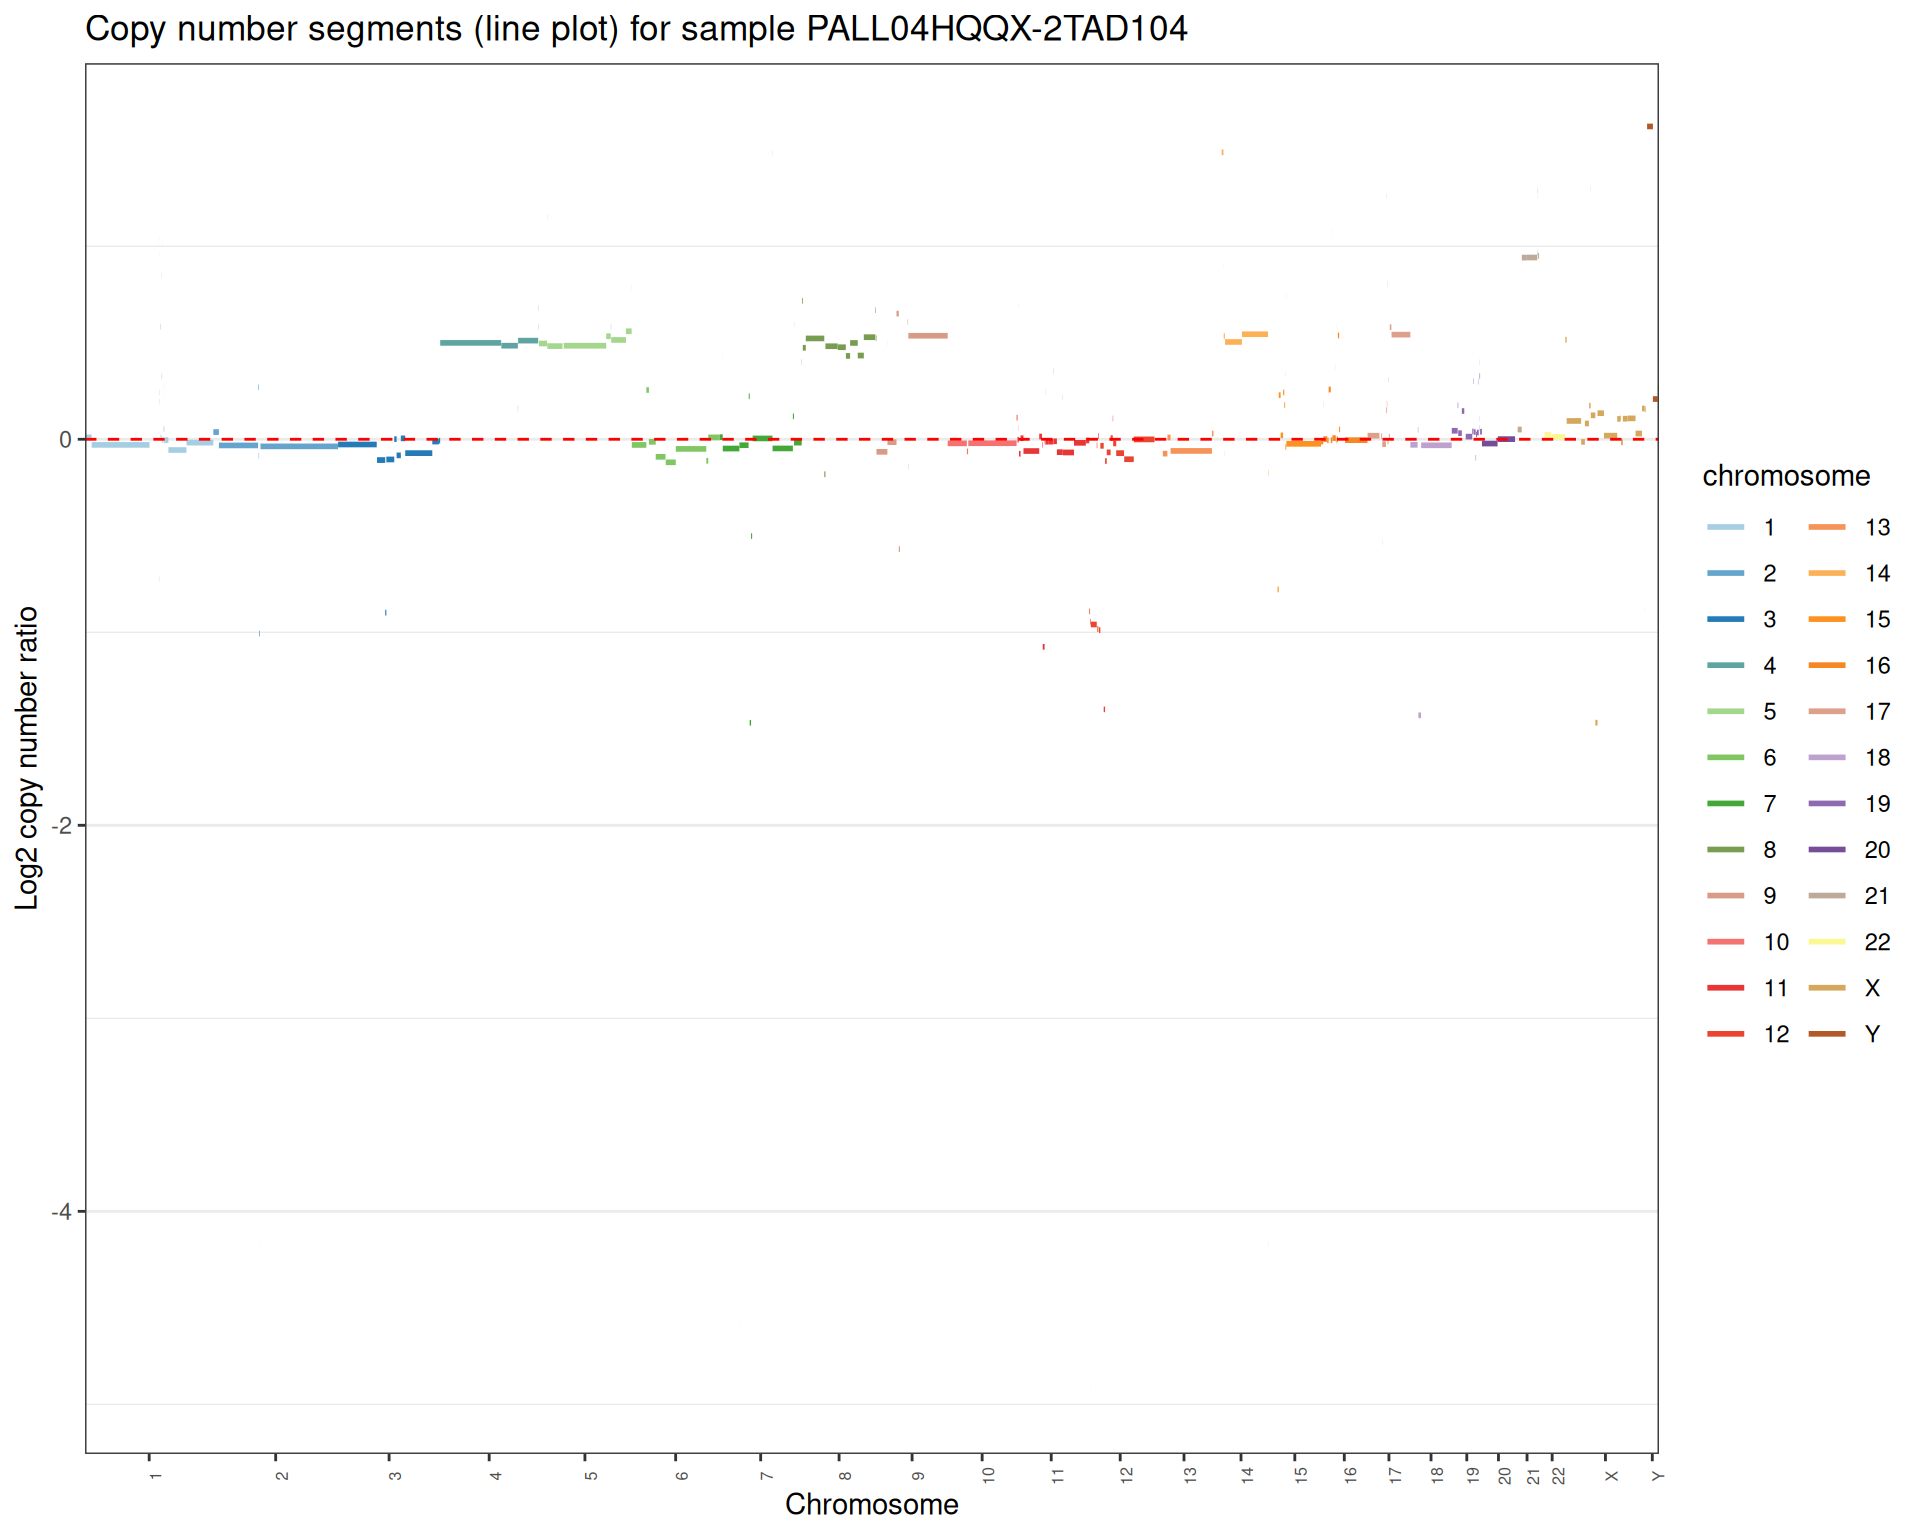 Copy number segments (line plot) for sample PALL04HQQX-2TAD104
Log2 copy number ratio
0
-2
-4
1 2 3 4 5 6 7 8 9 10 11 12 13 14 15 16 17 18 19 20 21 22 X Y
Chromosome
chromosome
1 13
2 14
3 15
4 16
5 17
6 18
7 19
8 20
9 21
10 22
11 X
12 Y